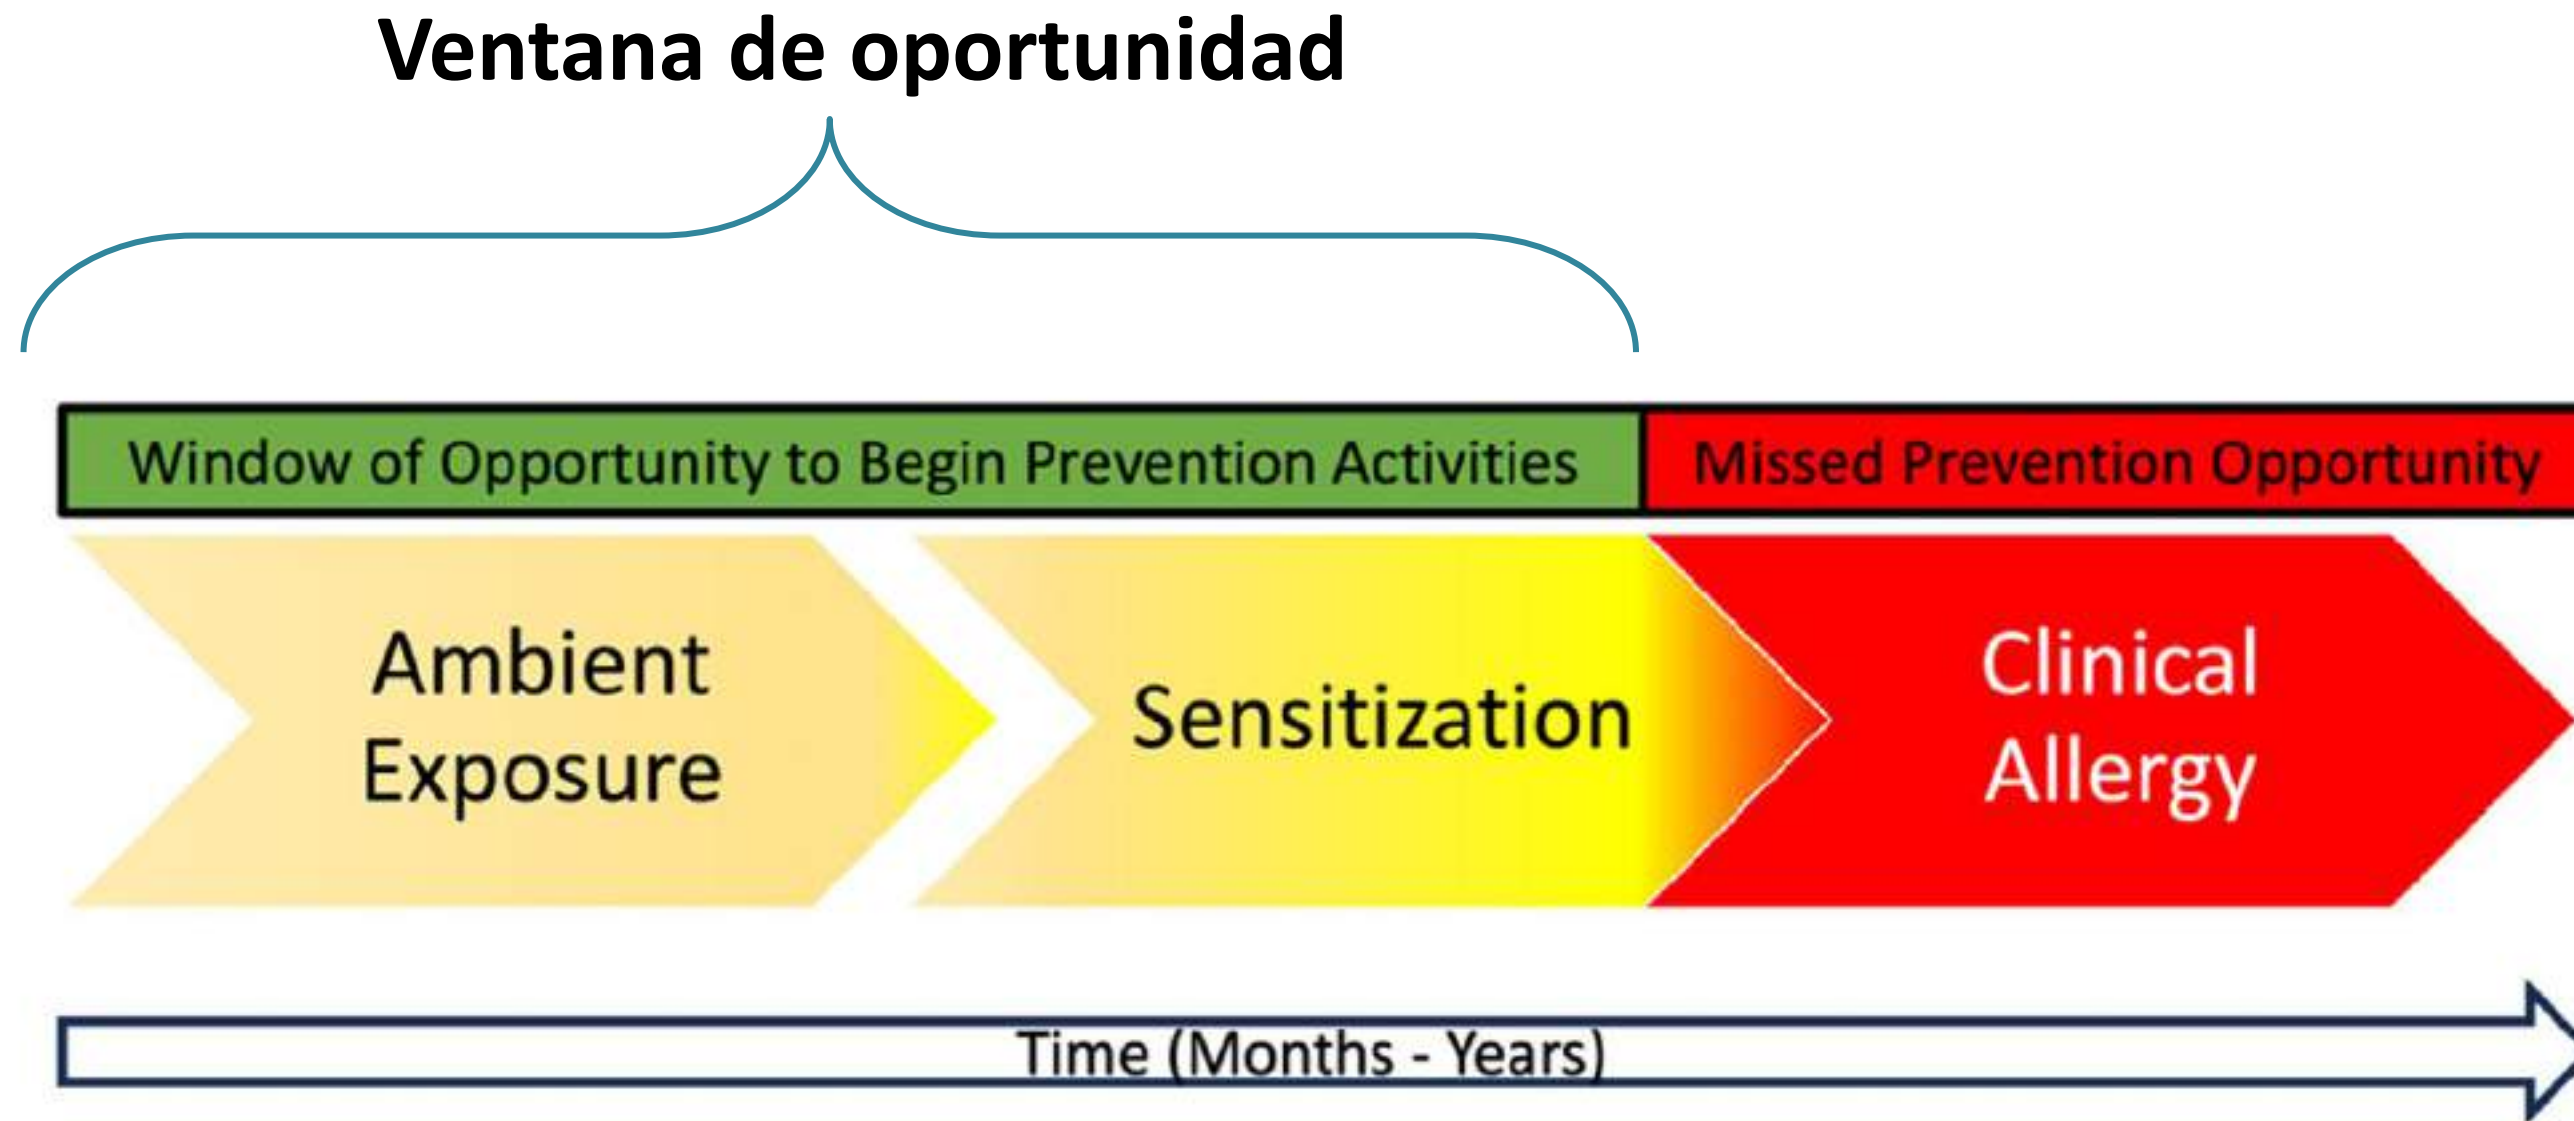 Ventana de oportunidad
Window of Opportunity to Begin Prevention Activities
Missed Prevention Opportunity
Ambient
Exposure
Sensitization
Clinical
Allergy
Time (Months - Years)